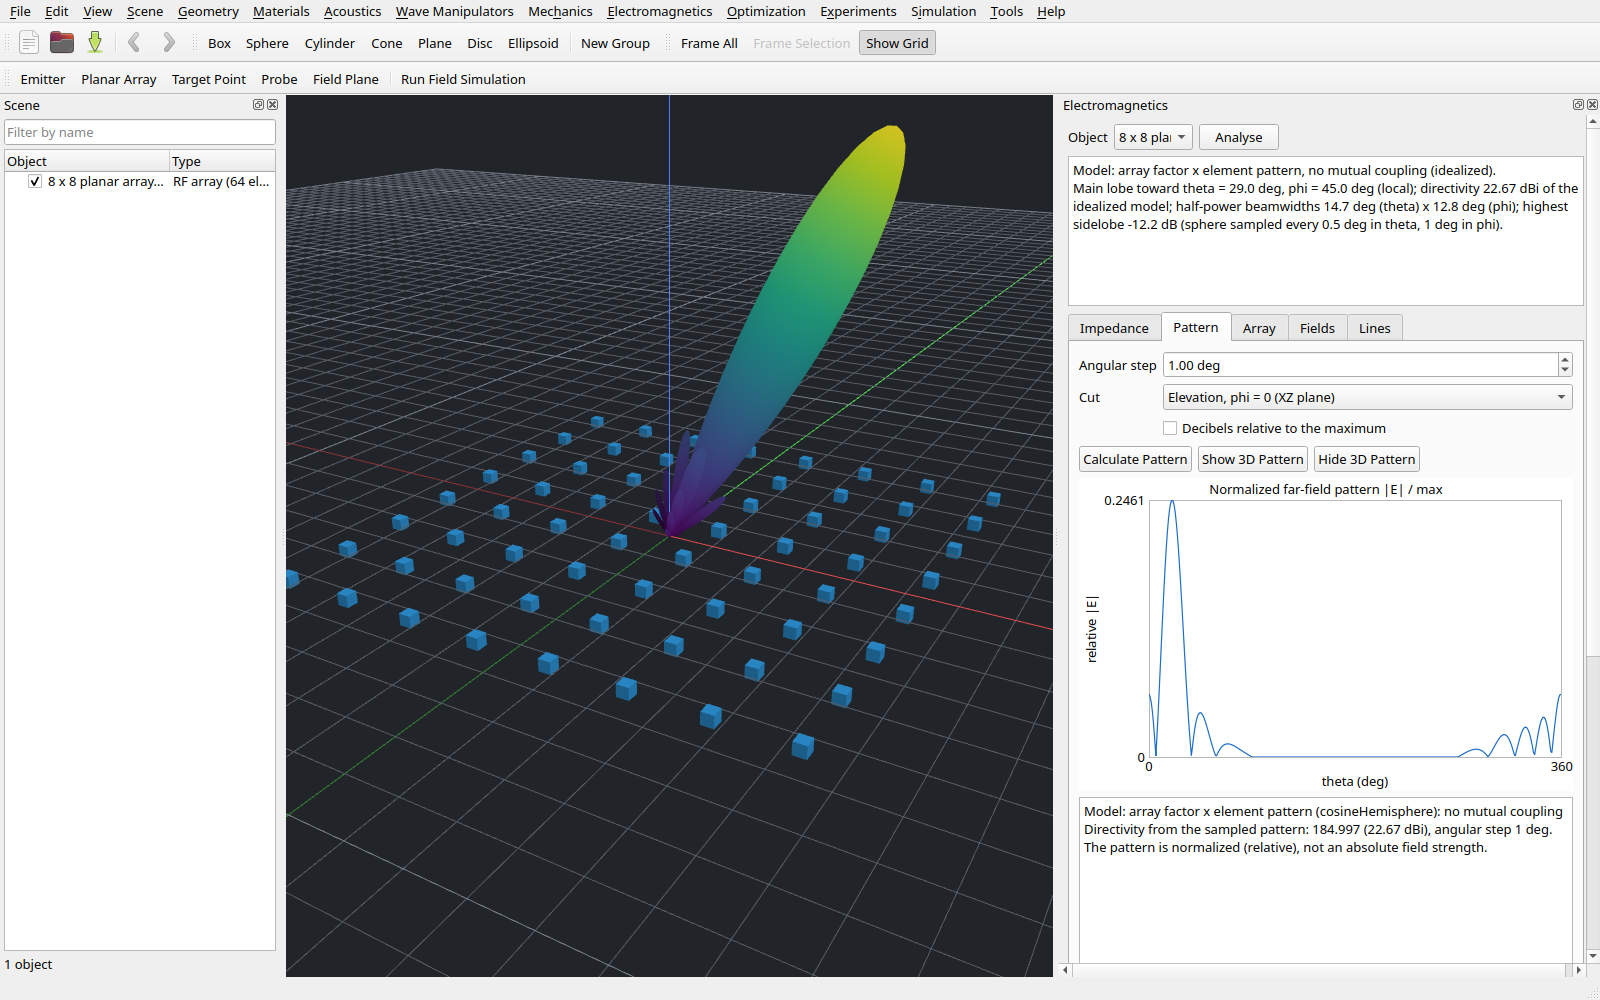 File Edit View Scene Geometry Materials Acoustics Wave Manipulators Mechanics Electromagnetics Optimization Experiments Simulation Tools Help
Box Sphere Cylinder Cone Plane Disc Ellipsoid New Group Frame All Frame Selection Show Grid
Emitter Planar Array Target Point Probe Field Plane Run Field Simulation
Scene
Filter by name
Object Type
8 x 8 planar array... RF array (64 el...
1 object
Electromagnetics
Object 8 x 8 plai Analyse
Model: array factor x element pattern, no mutual coupling (idealized).
Main lobe toward theta = 29.0 deg, phi = 45.0 deg (local); directivity 22.67 dBi of the
idealized model; half-power beamwidths 14.7 deg (theta) x 12.8 deg (phi); highest
sidelobe -12.2 dB (sphere sampled every 0.5 deg in theta, 1 deg in phi).
Impedance Pattern Array Fields Lines
Angular step 1.00 deg
Cut Elevation, phi = 0 (XZ plane)
Decibels relative to the maximum
Calculate Pattern Show 3D Pattern Hide 3D Pattern
Normalized far-field pattern |E| / max
0.2461
relative |E|
0
0 360
theta (deg)
Model: array factor x element pattern (cosineHemisphere): no mutual coupling
Directivity from the sampled pattern: 184.997 (22.67 dBi), angular step 1 deg.
The pattern is normalized (relative), not an absolute field strength.